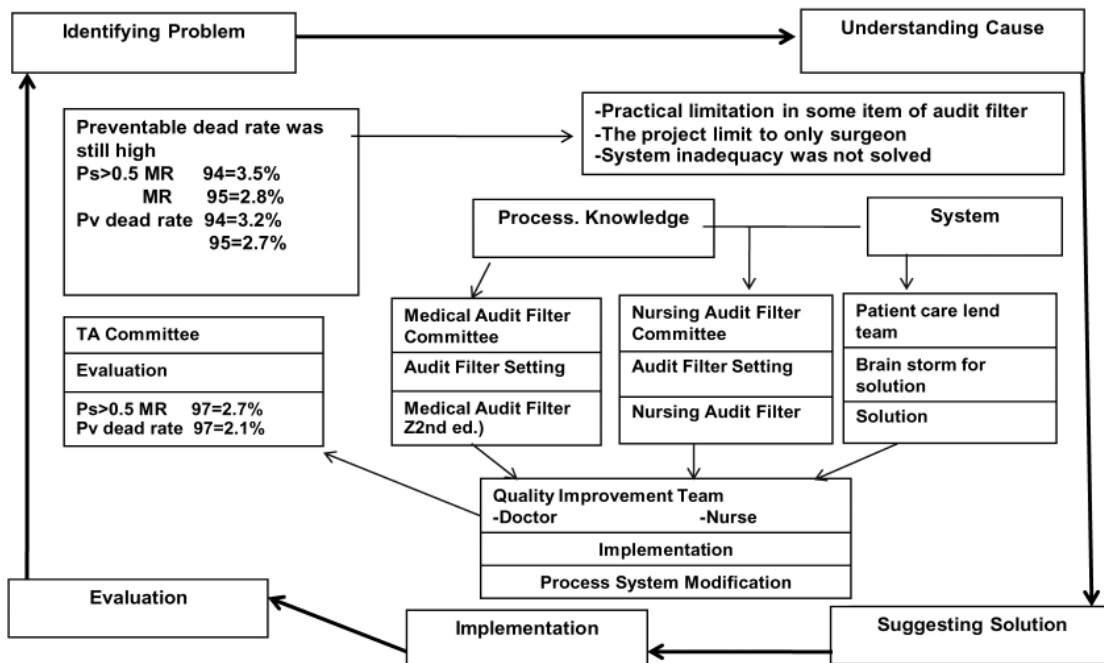 Identifying Problem
Understanding Cause
Preventable dead rate was
still high
Ps>0.5 MR 94=3.5%
MR 95=2.8%
Pv dead rate 94=3.2%
95=2.7%
-Practical limitation in some item of audit filter
-The project limit to only surgeon
-System inadequacy was not solved
Process. Knowledge
System
TA Committee
Evaluation
Ps>0.5 MR 97=2.7%
Pv dead rate 97=2.1%
Medical Audit Filter
Committee
Audit Filter Setting
Medical Audit Filter
Z2nd ed.)
Nursing Audit Filter
Committee
Audit Filter Setting
Nursing Audit Filter
Patient care lend
team
Brain storm for
solution
Solution
Quality Improvement Team
-Doctor -Nurse
Implementation
Process System Modification
Evaluation
Implementation
Suggesting Solution